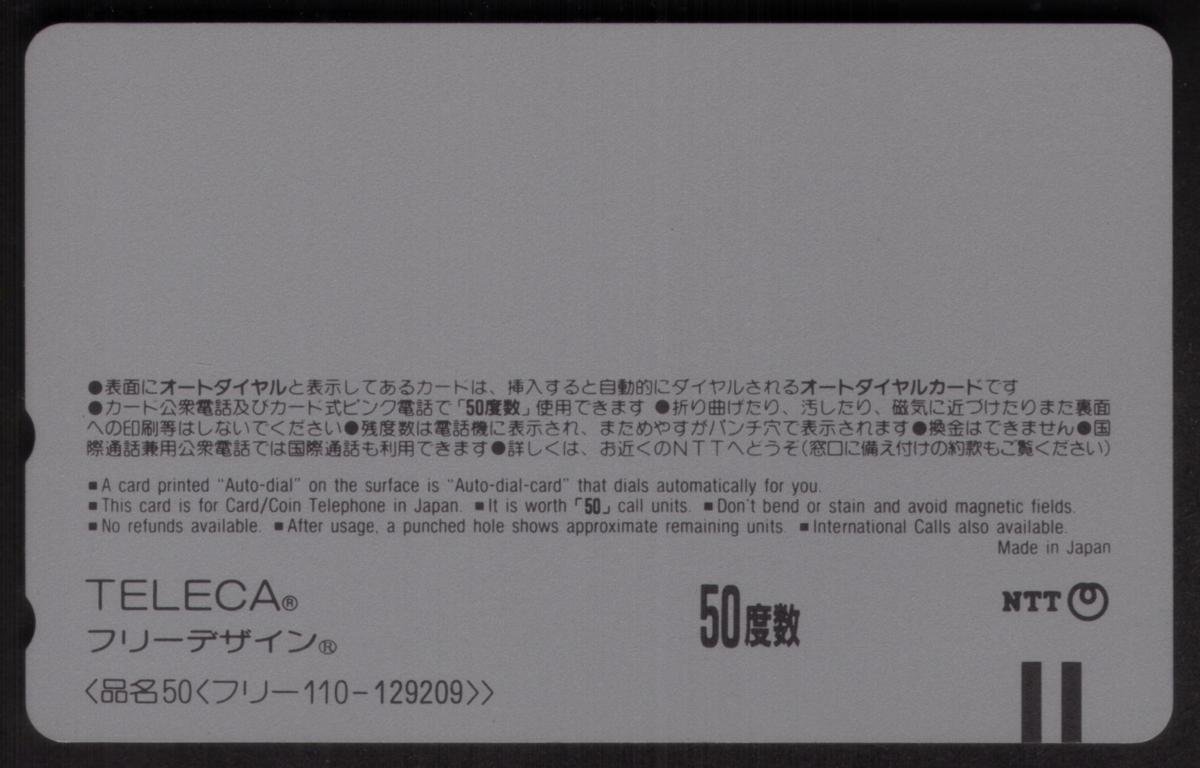 ●表面にオートダイヤルと表示してあるカードは、挿入すると自動的にダイヤルされるオートダイヤルカードです
●カード公衆電話及びカード式ピンク電話で「50度数」使用できます ●折り曲げたり、汚したり、磁気に近づけたりまた裏面
への印刷等はしないでください●残度数は電話機に表示され、まためやすがパンチ穴で表示されます●換金はできません●国
際通話兼用公衆電話では国際通話も利用できます●詳しくは、お近くのNTTへどうぞ(窓口に備え付けの約款もご覧ください)
■A card printed “Auto-dial” on the surface is “Auto-dial-card” that dials automatically for you.
■This card is for Card/Coin Telephone in Japan. ■It is worth「50」call units. ■Don't bend or stain and avoid magnetic fields.
■No refunds available. ■After usage, a punched hole shows approximate remaining units. ■International Calls also available.
Made in Japan
TELECA®
フリーデザイン®
50度数
NTT
〈品名50〈フリー110-129209〉〉